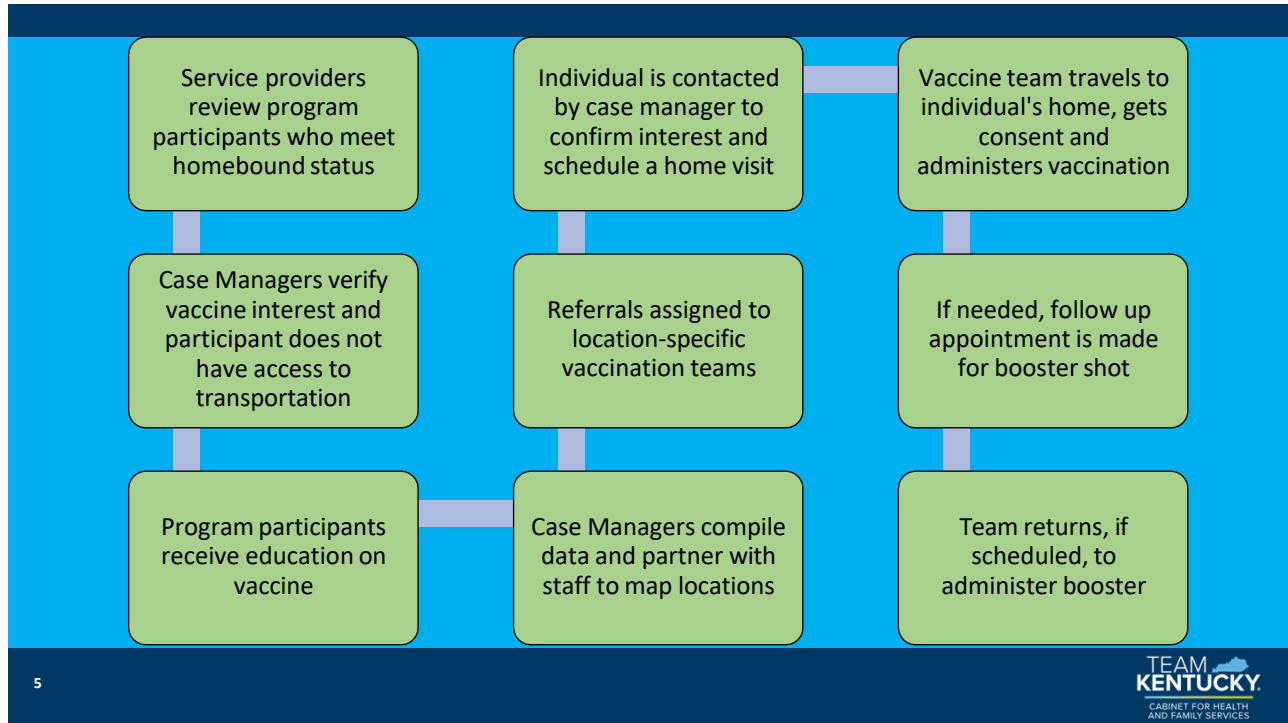 Service providers
review program
participants who meet
homebound status
Case Managers verify
vaccine interest and
participant does not
have access to
transportation
Program participants
receive education on
vaccine
Case Managers compile
data and partner with
staff to map locations
Referrals assigned to
location-specific
vaccination teams
Individual is contacted
by case manager to
confirm interest and
schedule a home visit
Vaccine team travels to
individual's home, gets
consent and
administers vaccination
If needed, follow up
appointment is made
for booster shot
Team returns, if
scheduled, to
administer booster
5
TEAM
KENTUCKY.
CABINET FOR HEALTH
AND FAMILY SERVICES